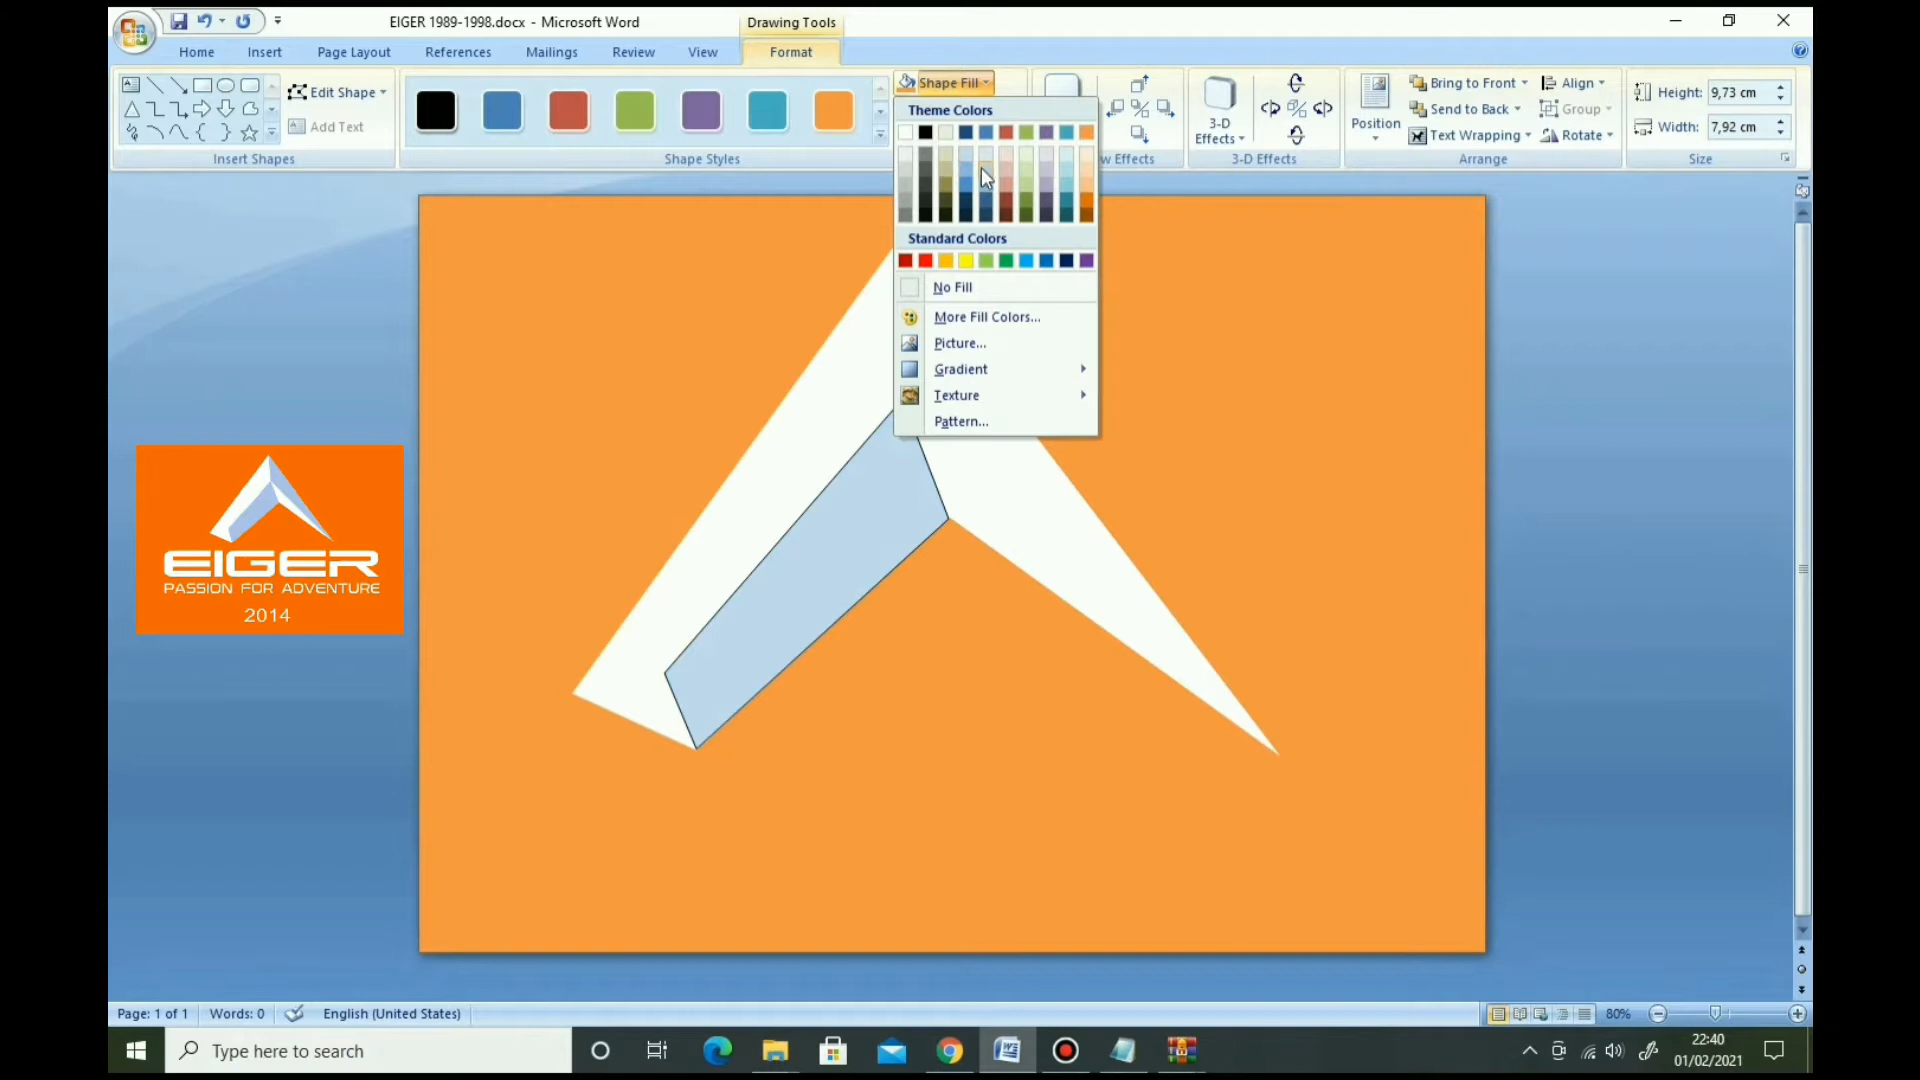 EIGER 1989-1998.docx - Microsoft Word
Drawing Tools
Home
Insert
Page Layout
References
Mailings
Review
View
Format
Edit Shape
Add Text
Insert Shapes
Shape Styles
Shape Fill
w Effects
3-D
Effects
3-D Effects
Position
Bring to Front
Send to Back
Text Wrapping
Align
Group
Rotate
Arrange
Height:
9,73 cm
Width:
7,92 cm
Size
Theme Colors
Standard Colors
No Fill
More Fill Colors...
Picture...
Gradient
Texture
Pattern...
EIGER
PASSION FOR ADVENTURE
2014
Page: 1 of 1
Words: 0
English (United States)
80%
Type here to search
22:40
01/02/2021